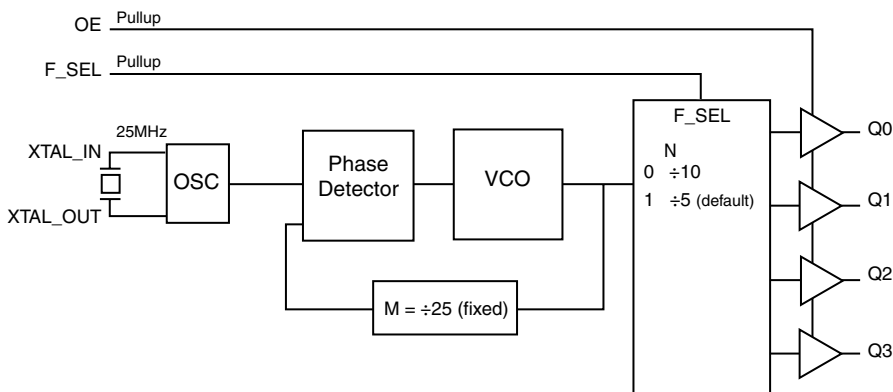 OE Pullup
F_SEL Pullup
F_SEL
25MHz
XTAL_IN
XTAL_OUT
OSC
Phase
Detector
VCO
N
0 ÷10
1 ÷5 (default)
M = ÷25 (fixed)
Q0
Q1
Q2
Q3